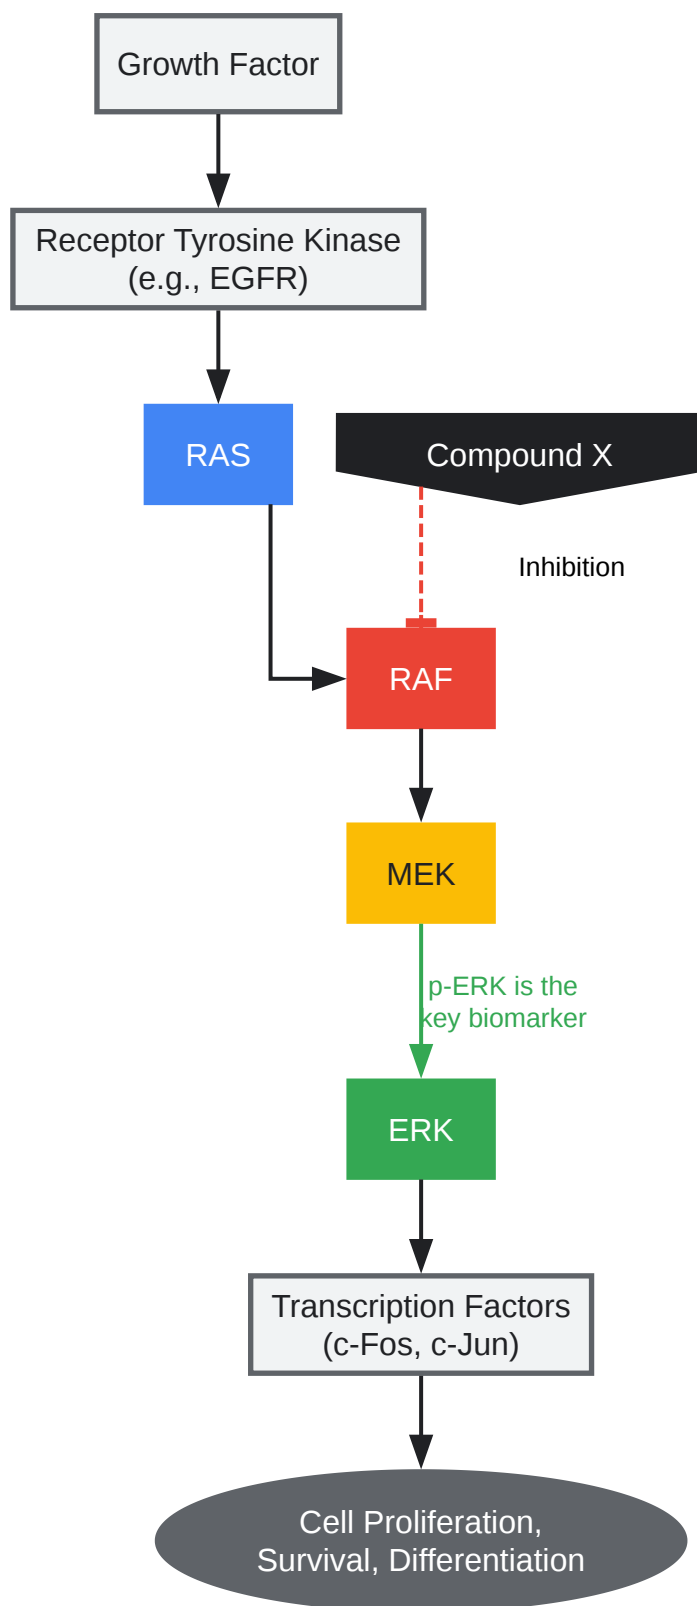 Growth Factor
Receptor Tyrosine Kinase
(e.g., EGFR)
RAS
Compound X
Inhibition
RAF
MEK
p-ERK is the
key biomarker
ERK
Transcription Factors
(c-Fos, c-Jun)
Cell Proliferation,
Survival, Differentiation